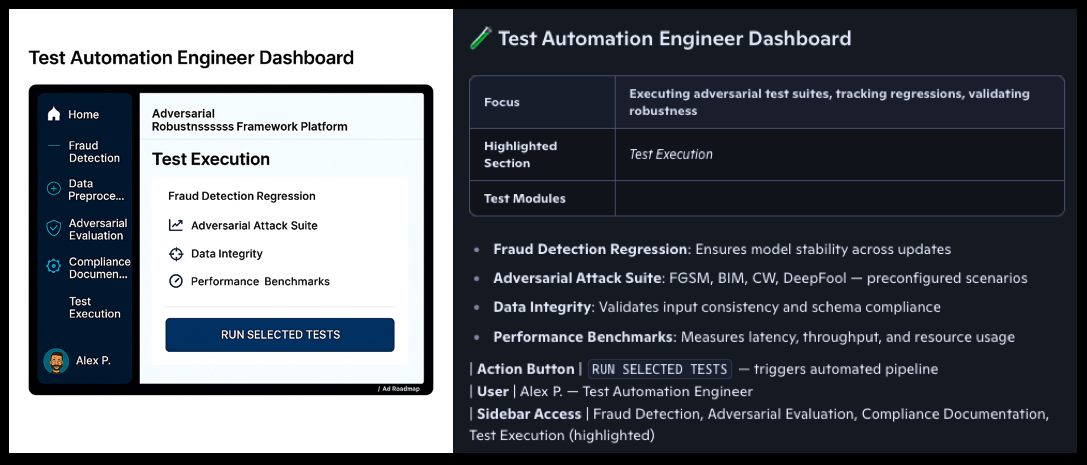 Test Automation Engineer Dashboard
Home
Fraud
Detection
Data
Preproce...
Adversarial
Evaluation
Compliance
Documen...
Test
Execution
Alex P.
Adversarial
Robustnssssss Framework Platform
Test Execution
Fraud Detection Regression
Adversarial Attack Suite
Data Integrity
Performance Benchmarks
RUN SELECTED TESTS
/ Ad Roadmap
Test Automation Engineer Dashboard
Focus
Executing adversarial test suites, tracking regressions, validating
robustness
Highlighted
Section
Test Execution
Test Modules
• Fraud Detection Regression: Ensures model stability across updates
• Adversarial Attack Suite: FGSM, BIM, CW, DeepFool — preconfigured scenarios
• Data Integrity: Validates input consistency and schema compliance
• Performance Benchmarks: Measures latency, throughput, and resource usage
| Action Button | RUN SELECTED TESTS — triggers automated pipeline
| User | Alex P. — Test Automation Engineer
| Sidebar Access | Fraud Detection, Adversarial Evaluation, Compliance Documentation,
Test Execution (highlighted)